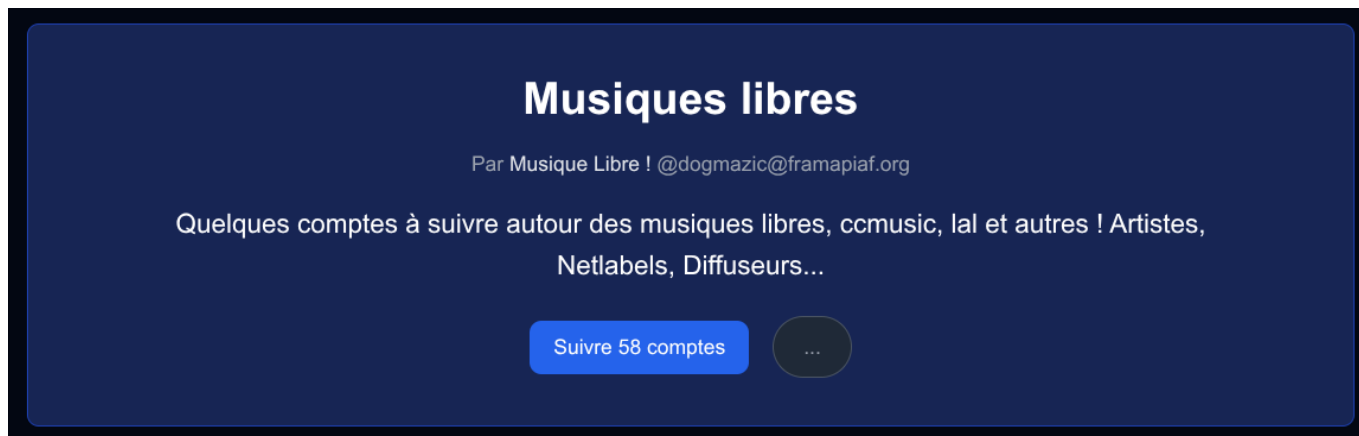 Musiques libres
Par Musique Libre ! @dogmazic@framapiaf.org
Quelques comptes à suivre autour des musiques libres, ccmusic, lal et autres ! Artistes,
Netlabels, Diffuseurs...
Suivre 58 comptes ...